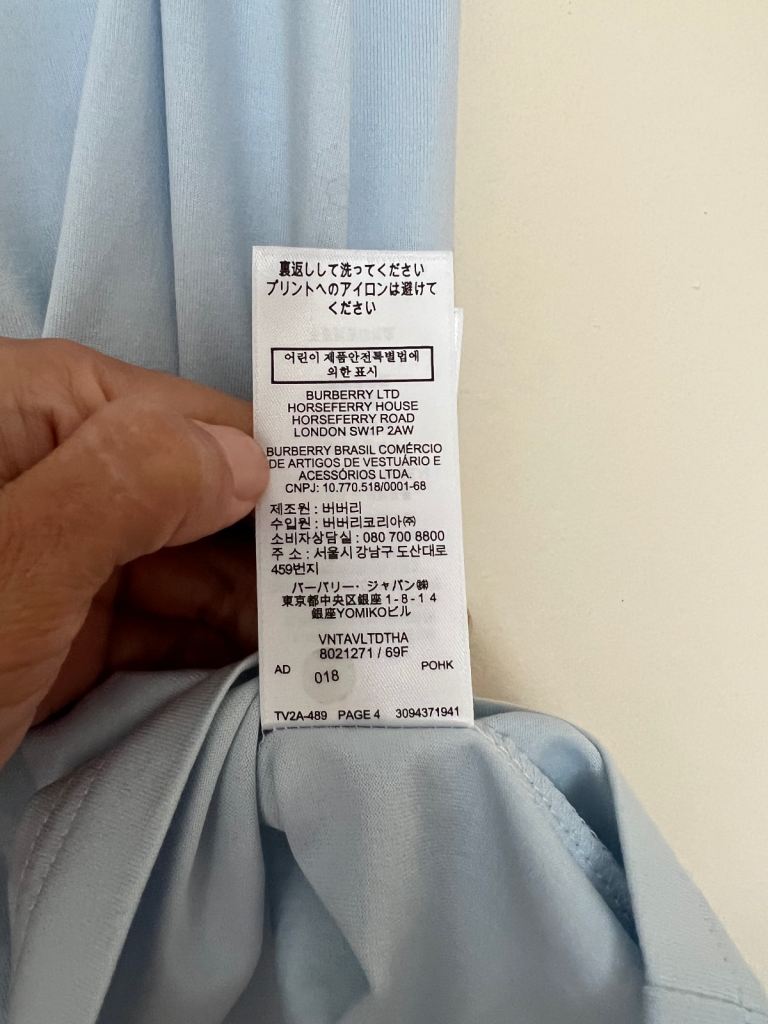 裏返しして洗ってください
プリントへのアイロンは避けて
ください
어린이 제품안전특별법에
의한 표시
BURBERRY LTD
HORSEFERRY HOUSE
HORSEFERRY ROAD
LONDON SW1P 2AW
BURBERRY BRASIL COMÉRCIO
DE ARTIGOS DE VESTUÁRIO E
ACESSÓRIOS LTDA.
CNPJ: 10.770.518/0001-68
제조원 : 버버리
수입원 : 버버리코리아㈜
소비자상담실 : 080 700 8800
주 소 : 서울시 강남구 도산대로
459번지
バーバリー・ジャパン㈱
東京都中央区銀座1-8-14
銀座YOMIKOビル
VNTAVLTDTHA
8021271 / 69F
AD 018 POHK
TV2A-489 PAGE 4 3094371941